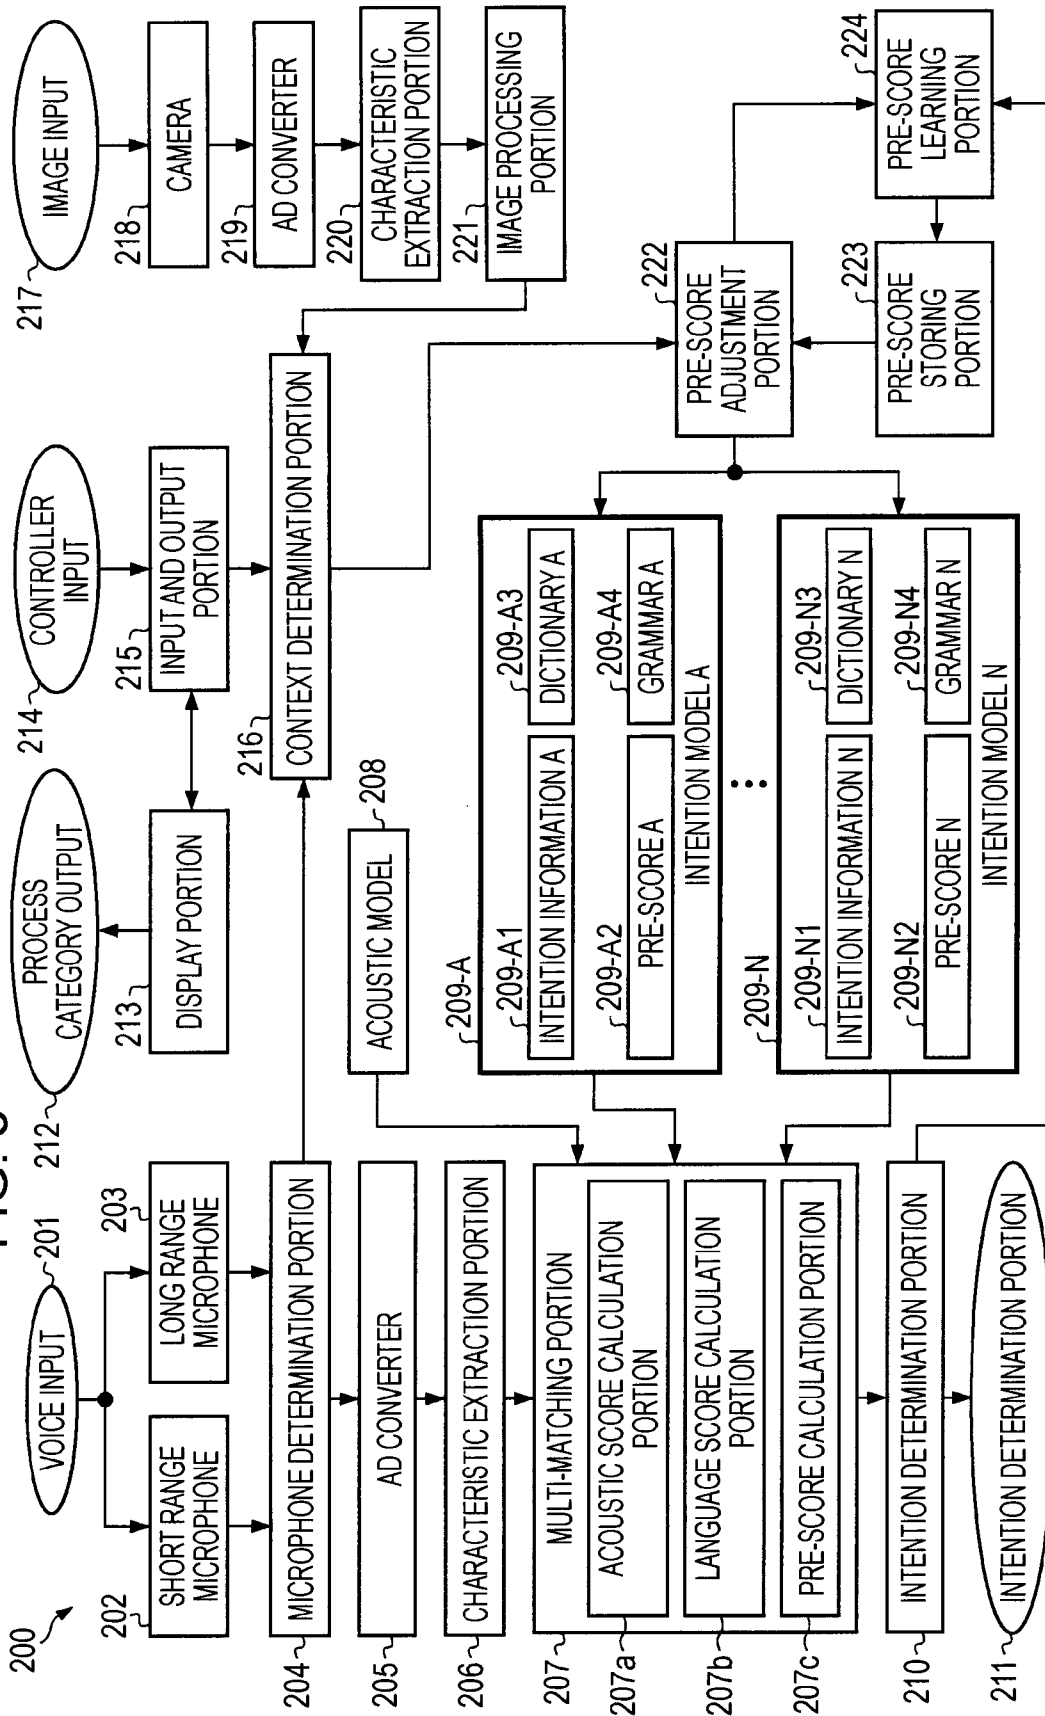 FIG.
200
VOICE INPUT
201
SHORT RANGE
MICROPHONE
202
LONG RANGE
MICROPHONE
203
MICROPHONE DETERMINATION PORTION
204
AD CONVERTER
205
CHARACTERISTIC EXTRACTION PORTION
206
MULTI-MATCHING PORTION
207
ACOUSTIC SCORE CALCULATION
PORTION
207a
LANGUAGE SCORE CALCULATION
PORTION
207b
PRE-SCORE CALCULATION PORTION
207c
INTENTION DETERMINATION PORTION
210
INTENTION DETERMINATION PORTION
211
PROCESS
CATEGORY OUTPUT
212
DISPLAY PORTION
213
CONTROLLER
INPUT
214
INPUT AND OUTPUT
PORTION
215
CONTEXT DETERMINATION PORTION
216
ACOUSTIC MODEL
208
209-A
209-A1
INTENTION INFORMATION A
209-A3
DICTIONARY A
209-A2
PRE-SCORE A
209-A4
GRAMMAR A
INTENTION MODEL A
209-N
209-N1
INTENTION INFORMATION N
209-N3
DICTIONARY N
209-N2
PRE-SCORE N
209-N4
GRAMMAR N
INTENTION MODEL N
IMAGE INPUT
217
CAMERA
218
AD CONVERTER
219
CHARACTERISTIC
EXTRACTION PORTION
220
IMAGE PROCESSING
PORTION
221
PRE-SCORE
ADJUSTMENT
PORTION
222
PRE-SCORE
STORING
PORTION
223
PRE-SCORE
LEARNING
PORTION
224